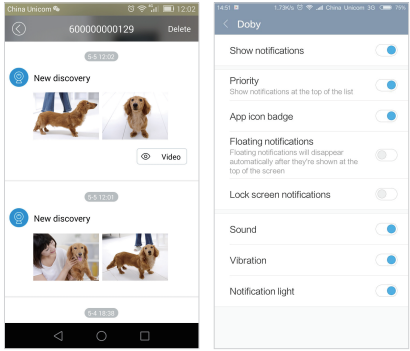 China Unicom 12:02
600000000129
Delete
5-5 12:02
New discovery
Video
5-5 12:01
New discovery
5-4 18:38
14:51 1.73K/s China Unicom 3G 79%
Doby
Show notifications
Priority
Show notifications at the top of the list
App icon badge
Floating notifications
Floating notifications will disappear
automatically after they're shown at the
top of the screen
Lock screen notifications
Sound
Vibration
Notification light